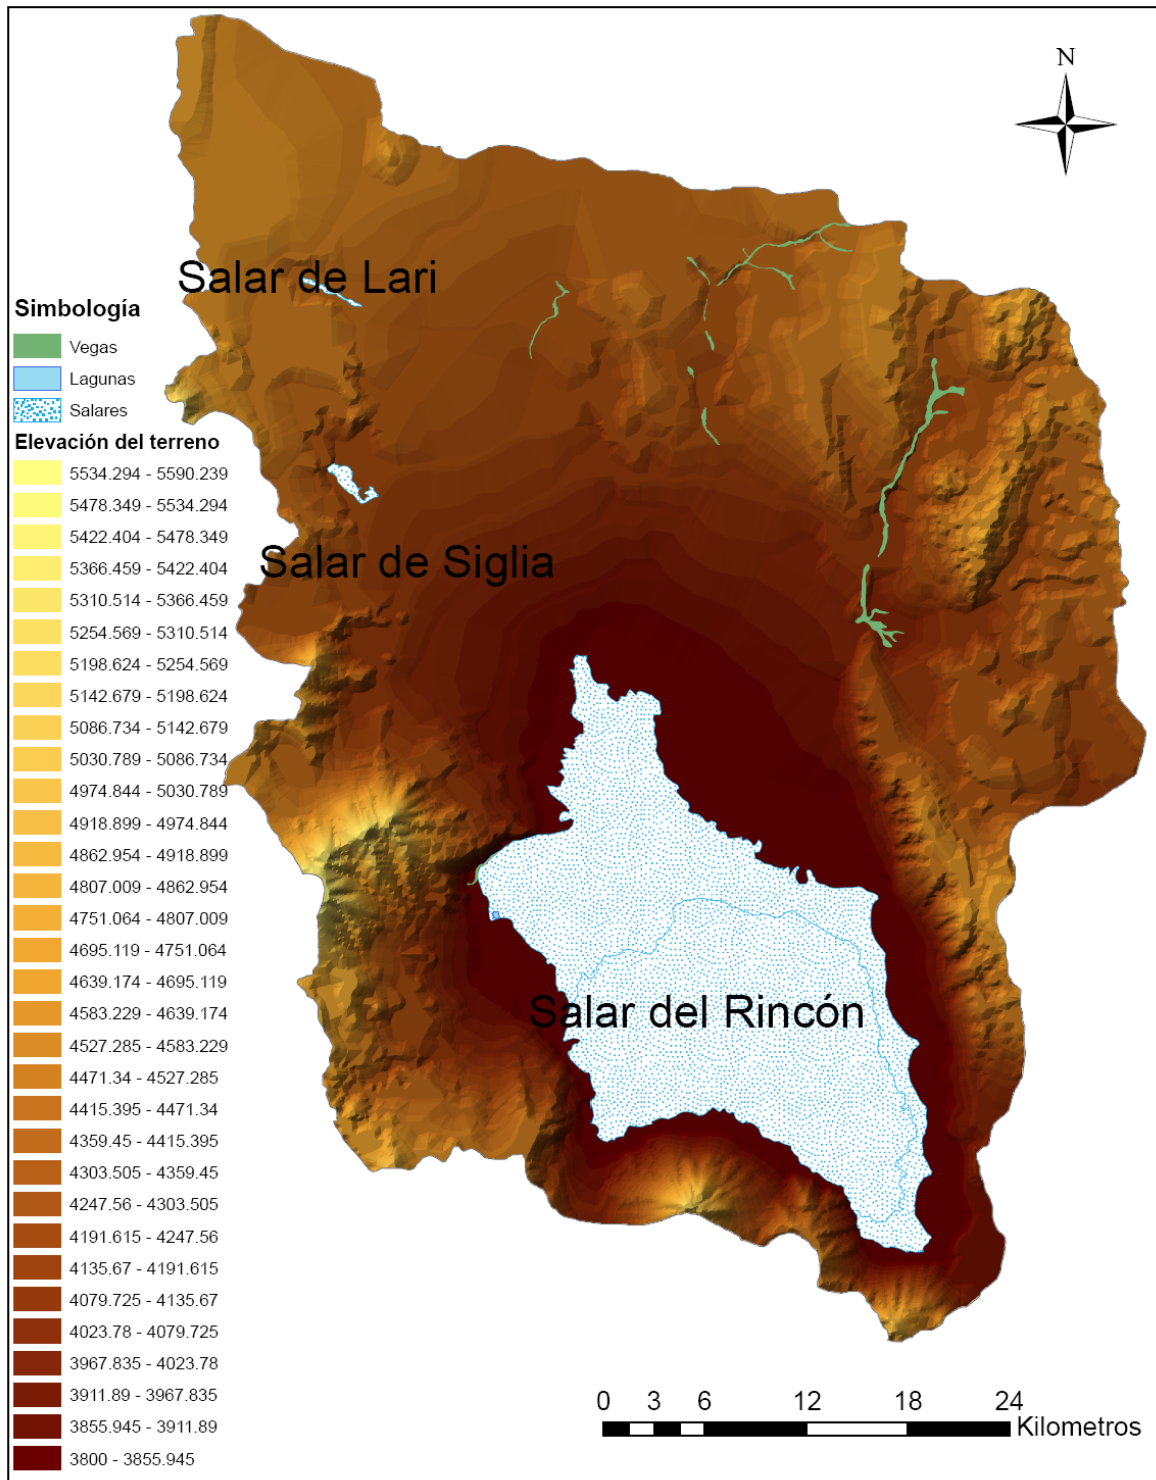 N
Salar de Lari
Simbología
Vegas
Lagunas
Salares
Elevación del terreno
5534.294 - 5590.239
5478.349 - 5534.294
5422.404 - 5478.349
5366.459 - 5422.404
5310.514 - 5366.459
5254.569 - 5310.514
5198.624 - 5254.569
5142.679 - 5198.624
5086.734 - 5142.679
5030.789 - 5086.734
4974.844 - 5030.789
4918.899 - 4974.844
4862.954 - 4918.899
4807.009 - 4862.954
4751.064 - 4807.009
4695.119 - 4751.064
4639.174 - 4695.119
4583.229 - 4639.174
4527.285 - 4583.229
4471.34 - 4527.285
4415.395 - 4471.34
4359.45 - 4415.395
4303.505 - 4359.45
4247.56 - 4303.505
4191.615 - 4247.56
4135.67 - 4191.615
4079.725 - 4135.67
4023.78 - 4079.725
3967.835 - 4023.78
3911.89 - 3967.835
3855.945 - 3911.89
3800 - 3855.945
Salar de Siglia
Salar del Rincón
0 3 6 12 18 24
Kilometros